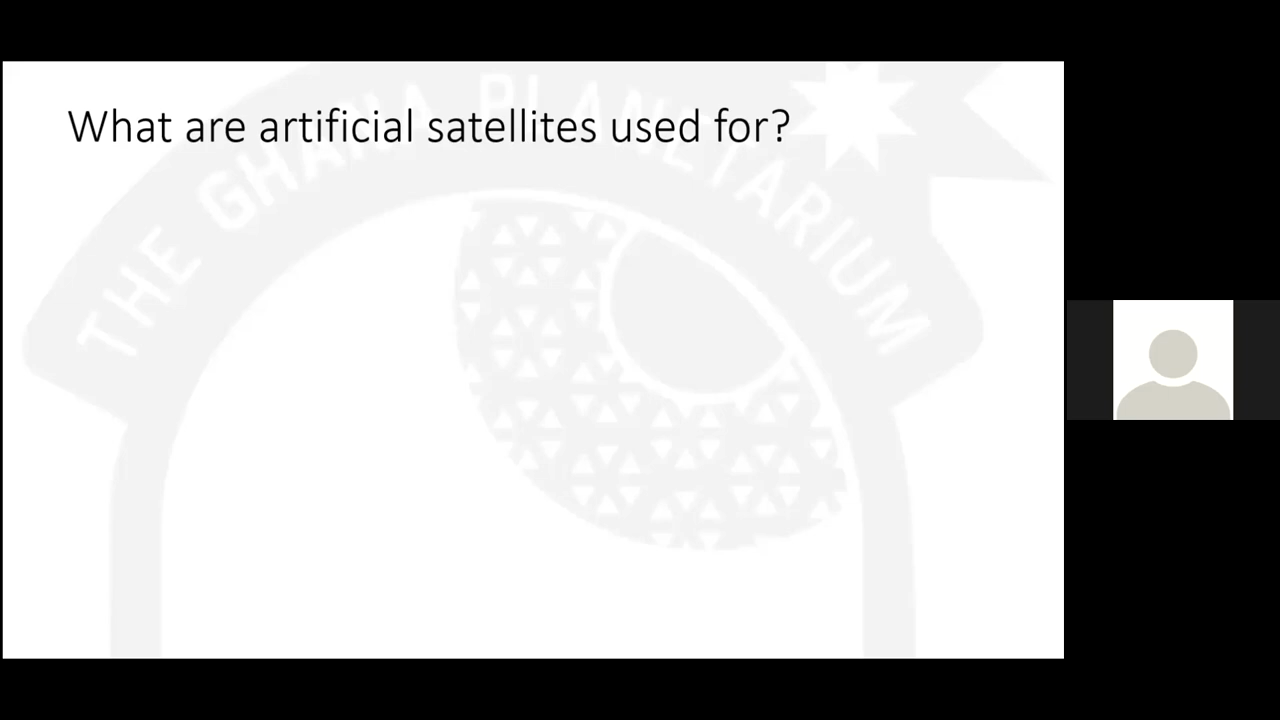 What are artificial satellites used for?
THE GHANA PLANETARIUM